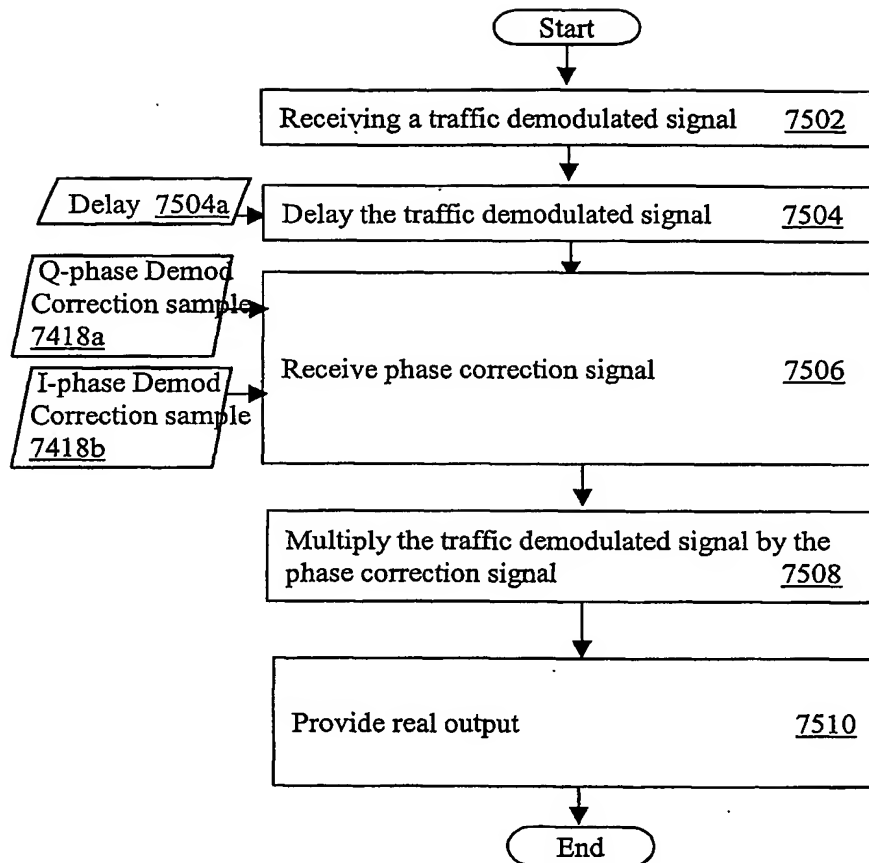 Start
Receiving a traffic demodulated signal 7502
Delay 7504a
Delay the traffic demodulated signal 7504
Q-phase Demod
Correction sample
7418a
Receive phase correction signal 7506
I-phase Demod
Correction sample
7418b
Multiply the traffic demodulated signal by the
phase correction signal 7508
Provide real output 7510
End